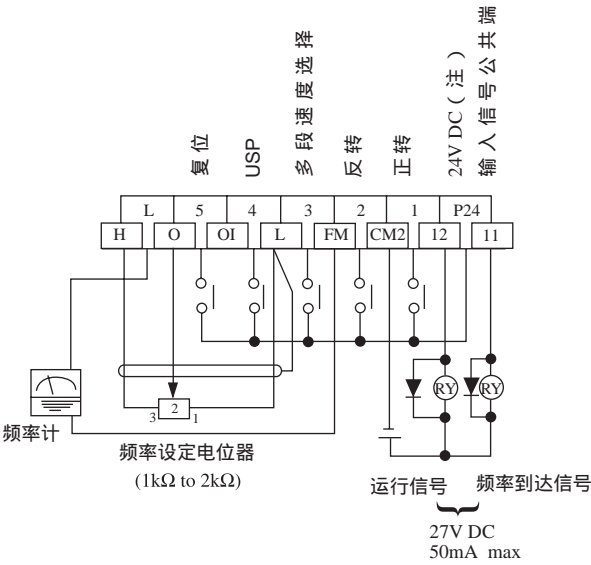 复位
USP
多段速度选择
反转
正转
24V DC（注）
输入信号公共端
L 5 4 3 2 1 P24
H O OI L FM CM2 12 11
RY RY
3 2 1
频率计
频率设定电位器
(1kΩ to 2kΩ)
运行信号
频率到达信号
27V DC
50mA max